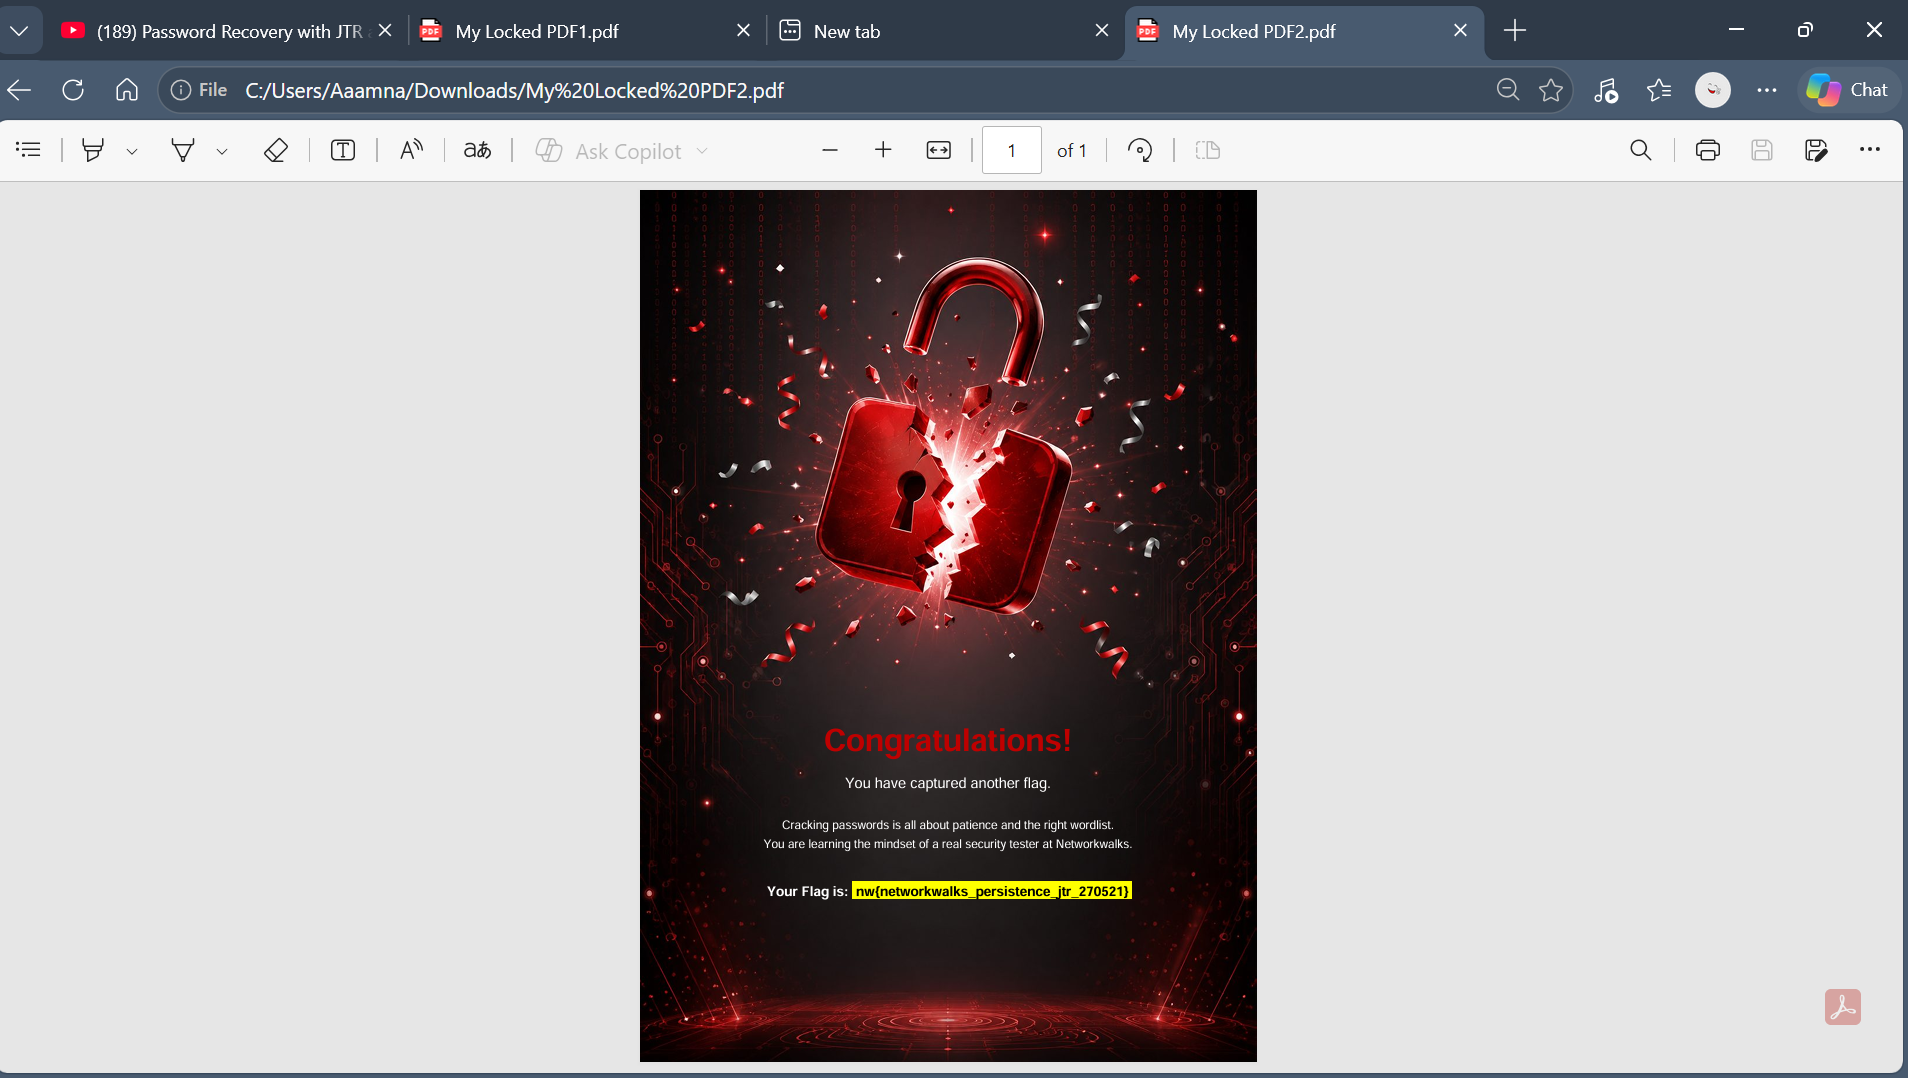 (189) Password Recovery with JTR
My Locked PDF1.pdf
New tab
My Locked PDF2.pdf
File
C:/Users/Aaamna/Downloads/My%20Locked%20PDF2.pdf
Chat
Ask Copilot
1
of 1
Congratulations!
You have captured another flag.
Cracking passwords is all about patience and the right wordlist.
You are learning the mindset of a real security tester at Networkwalks.
Your Flag is: nw{networkwalks_persistence_jtr_270521}